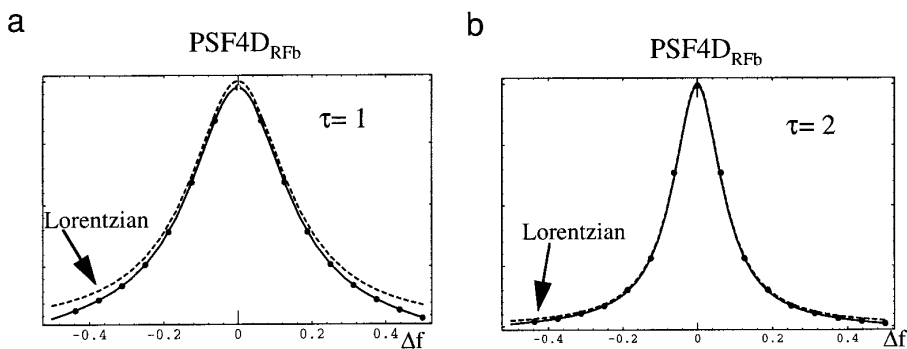 a
PSF4D_RFb
τ= 1
Lorentzian
-0.4 -0.2 0 0.2 0.4 Δf
b
PSF4D_RFb
τ= 2
Lorentzian
-0.4 -0.2 0 0.2 0.4 Δf